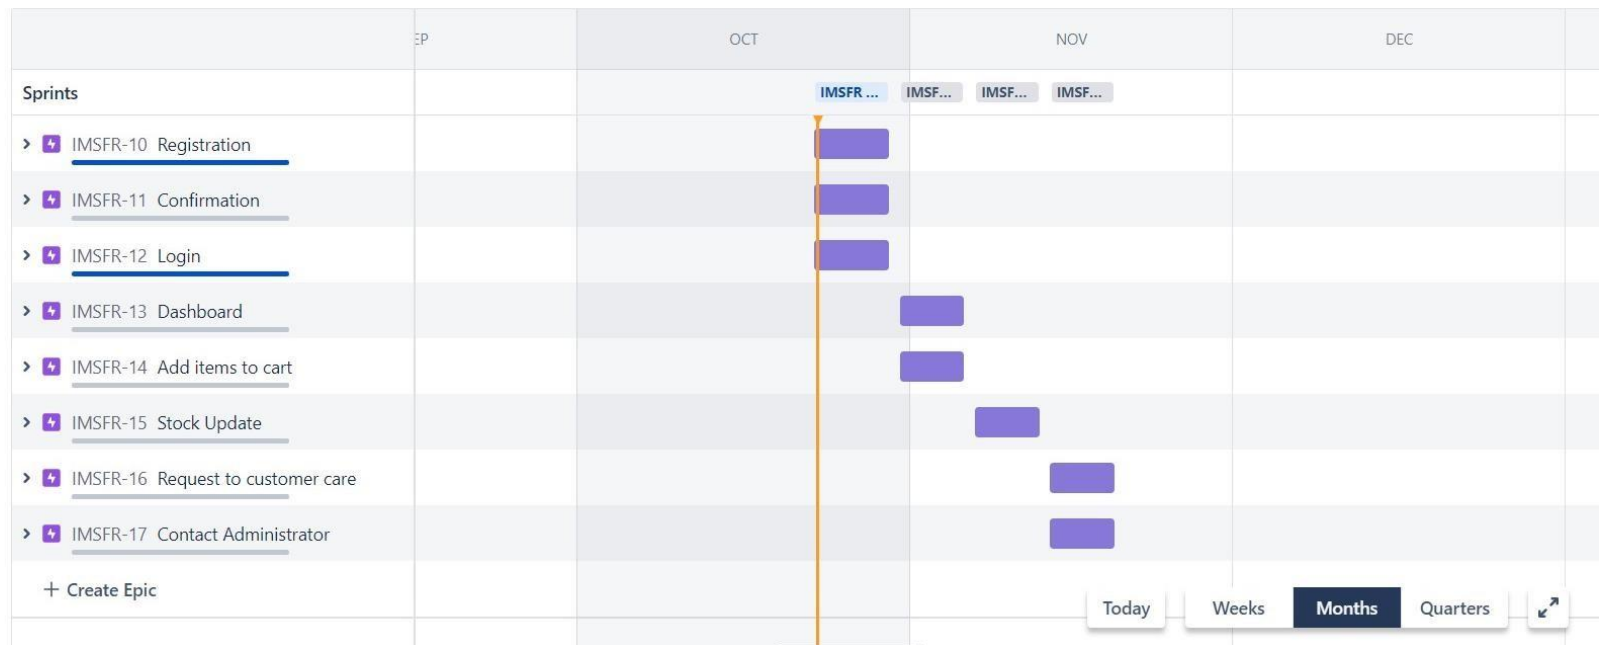 EP OCT NOV DEC
Sprints IMSFR ... IMSF... IMSF... IMSF...
IMSFR-10 Registration
IMSFR-11 Confirmation
IMSFR-12 Login
IMSFR-13 Dashboard
IMSFR-14 Add items to cart
IMSFR-15 Stock Update
IMSFR-16 Request to customer care
IMSFR-17 Contact Administrator
+ Create Epic
Today Weeks Months Quarters